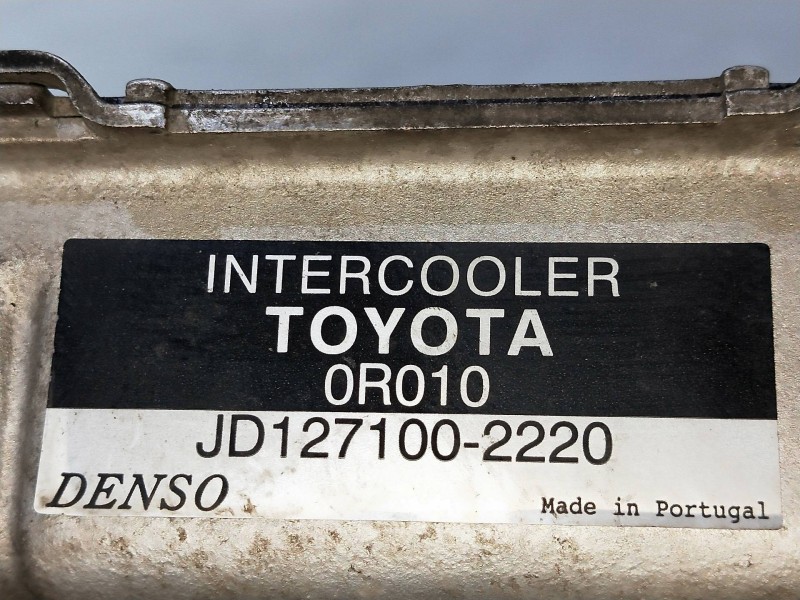 INTERCOOLER
TOYOTA
0R010
JD127100-2220
DENSO
Made in Portugal